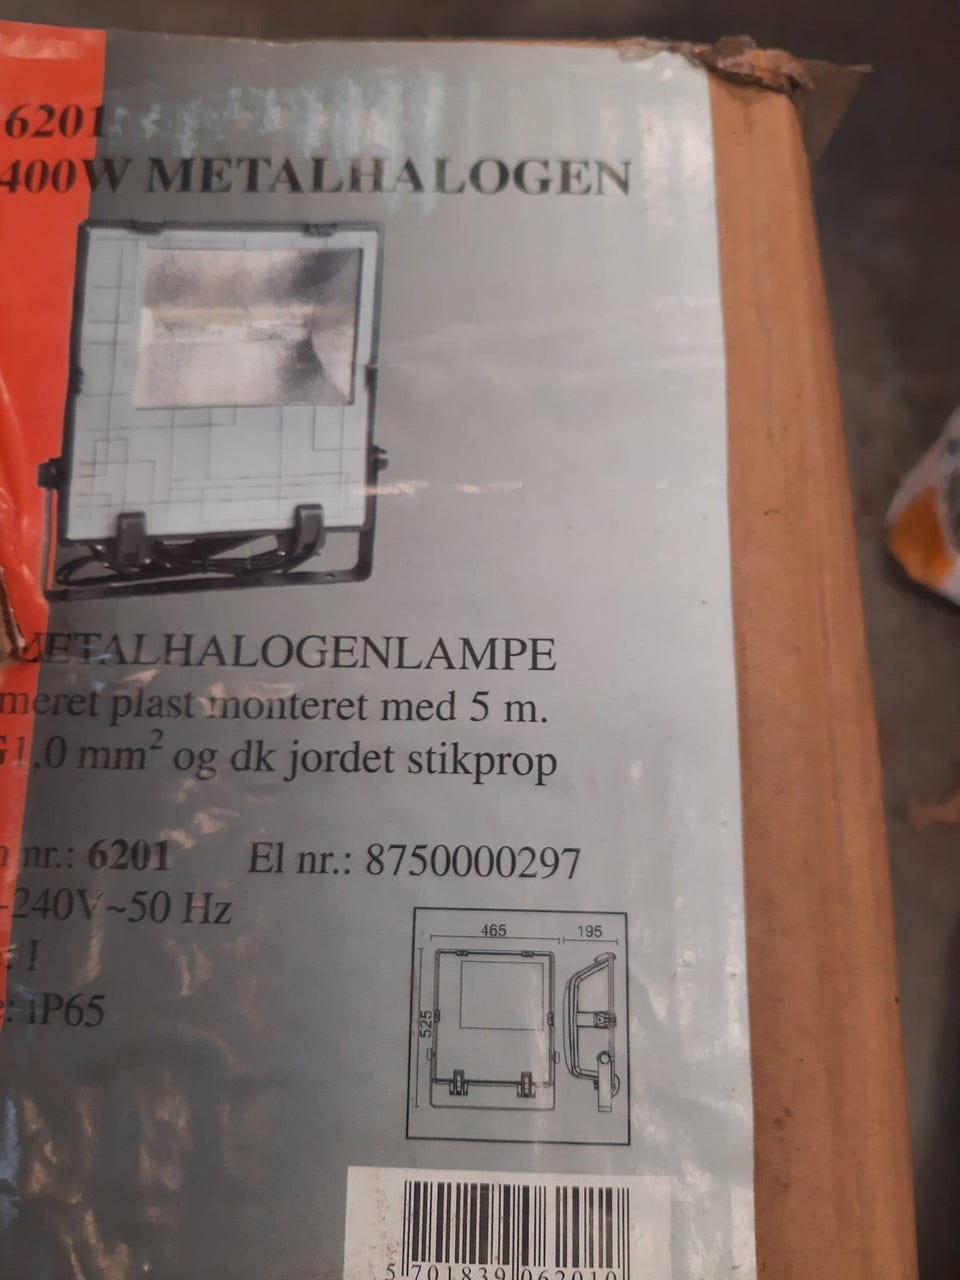 6201
400W METALHALOGEN
METALHALOGENLAMPE
meret plast monteret med 5 m.
G1,0 mm² og dk jordet stikprop
nr.: 6201 El nr.: 8750000297
-240V~50 Hz
: I
: IP65
465 195
525
5 701839 062010